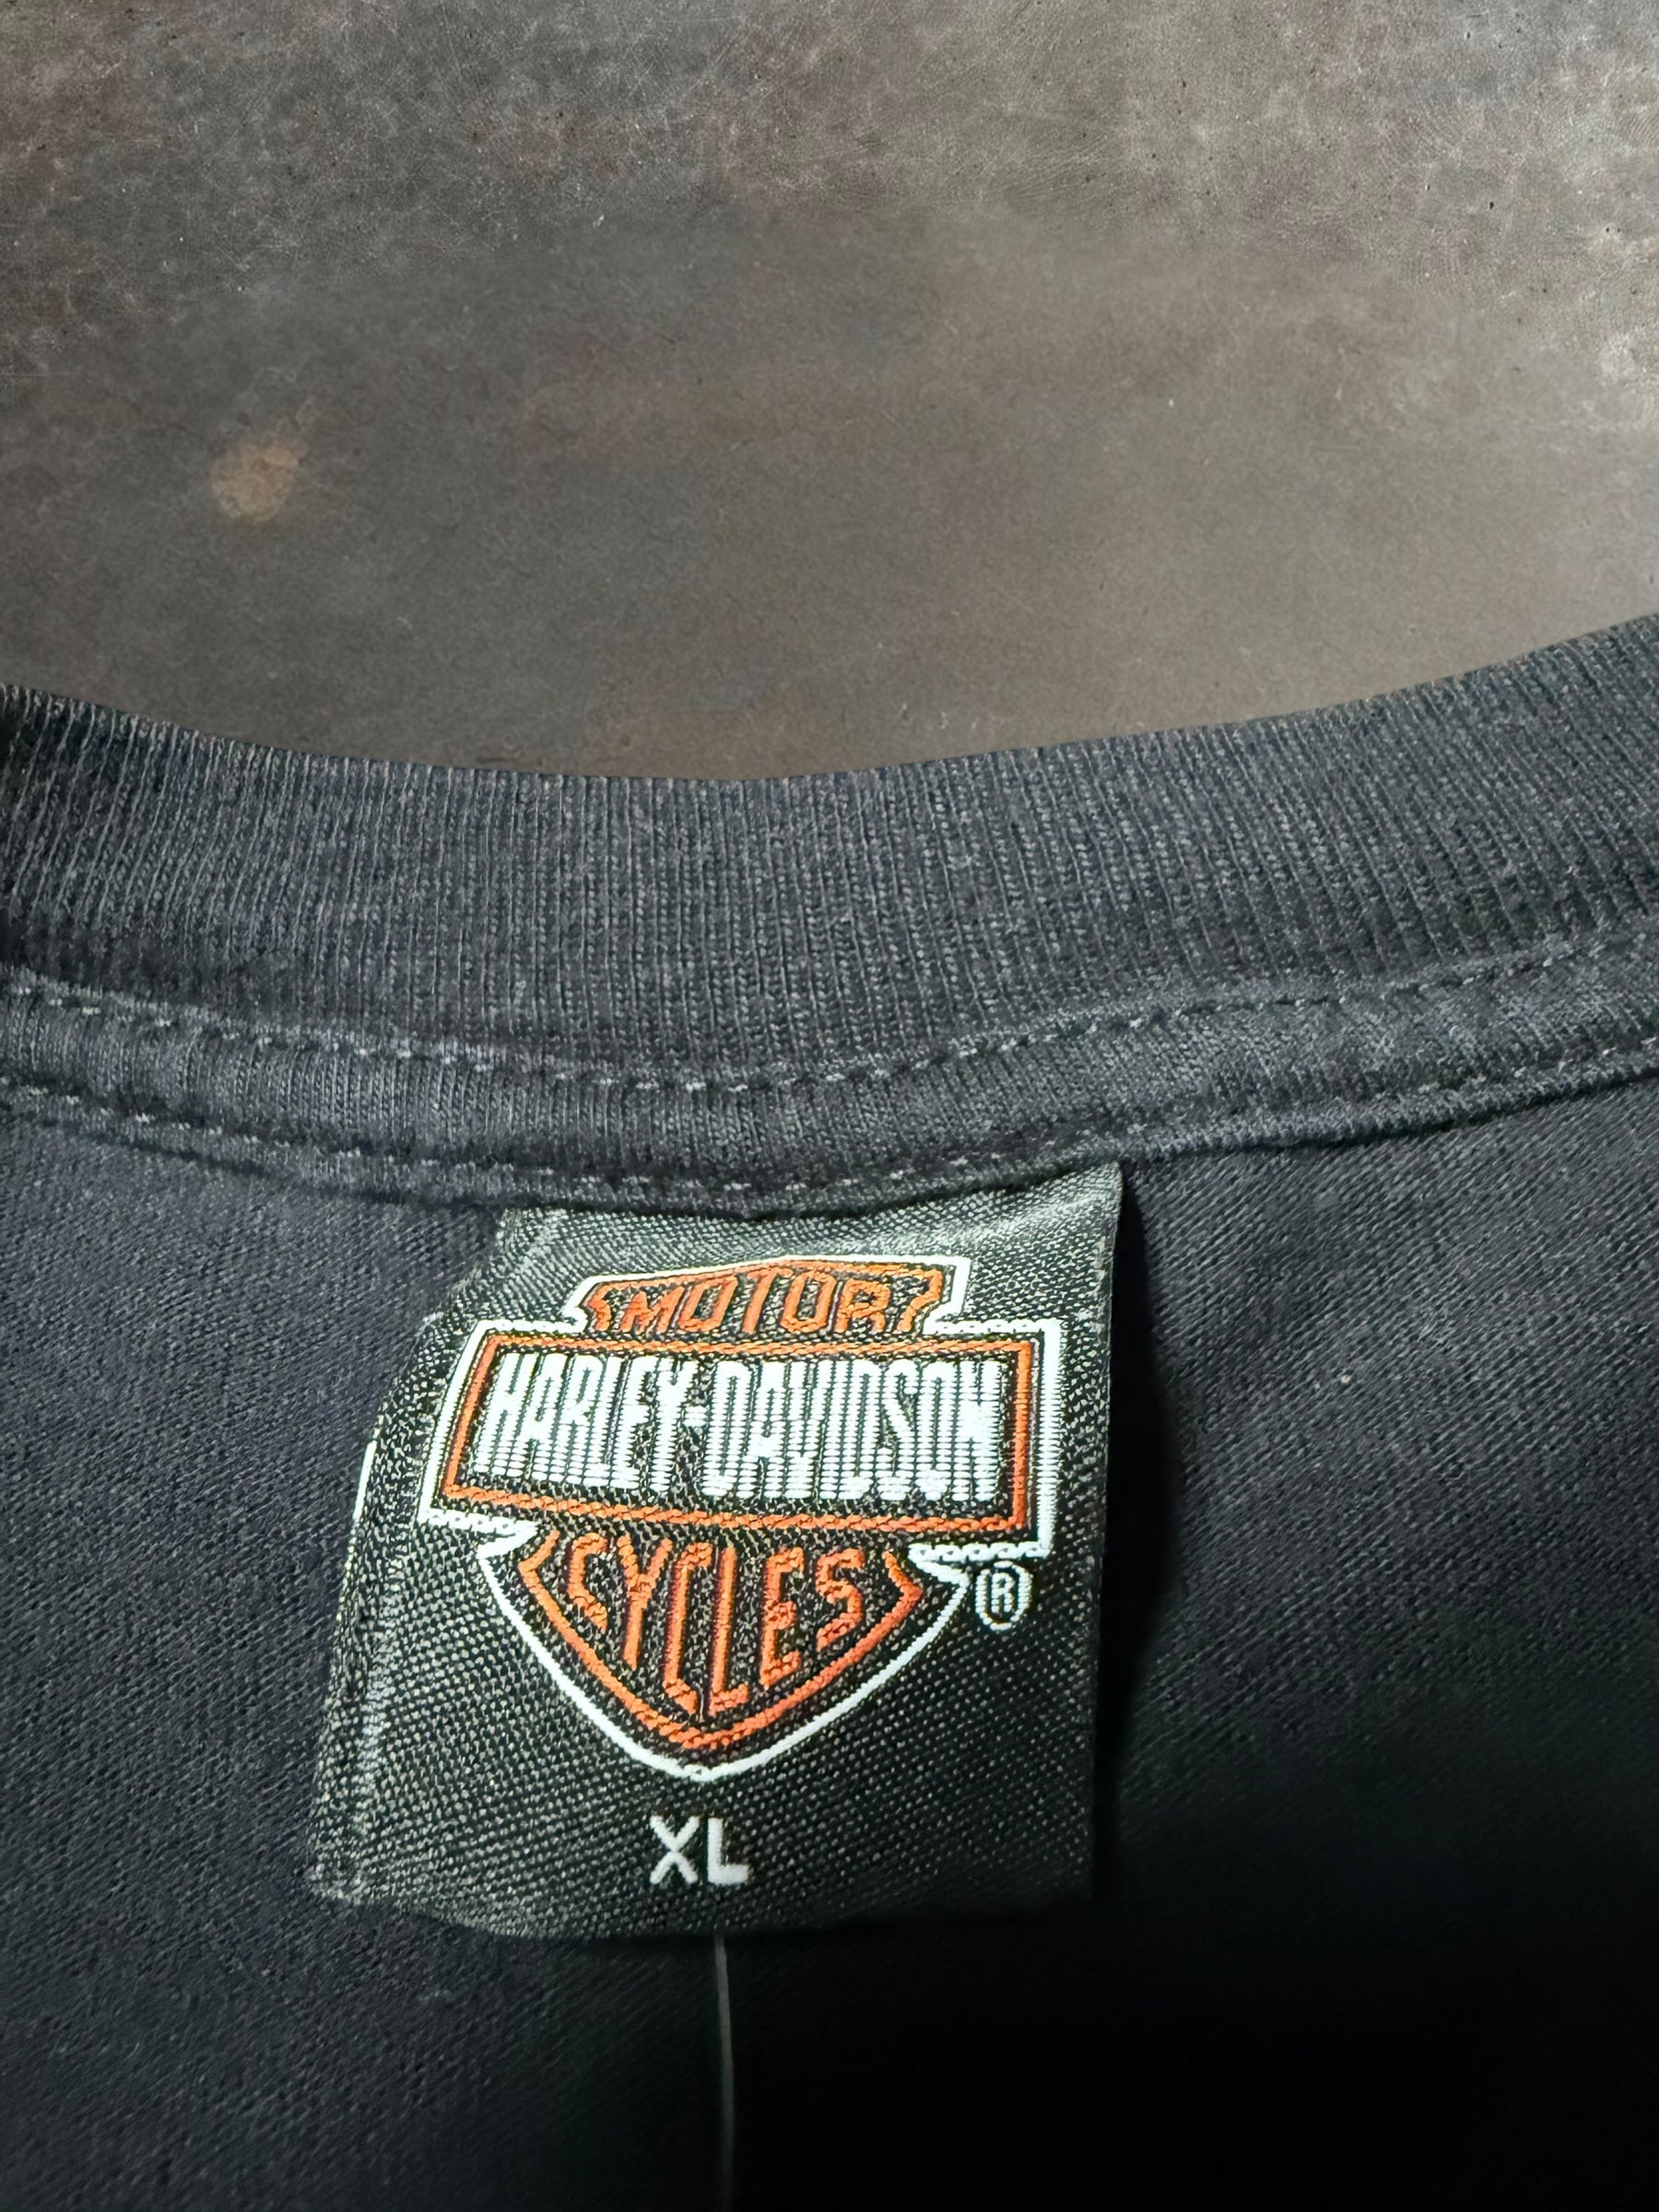 MOTOR
HARLEY-DAVIDSON
CYCLES
®
XL